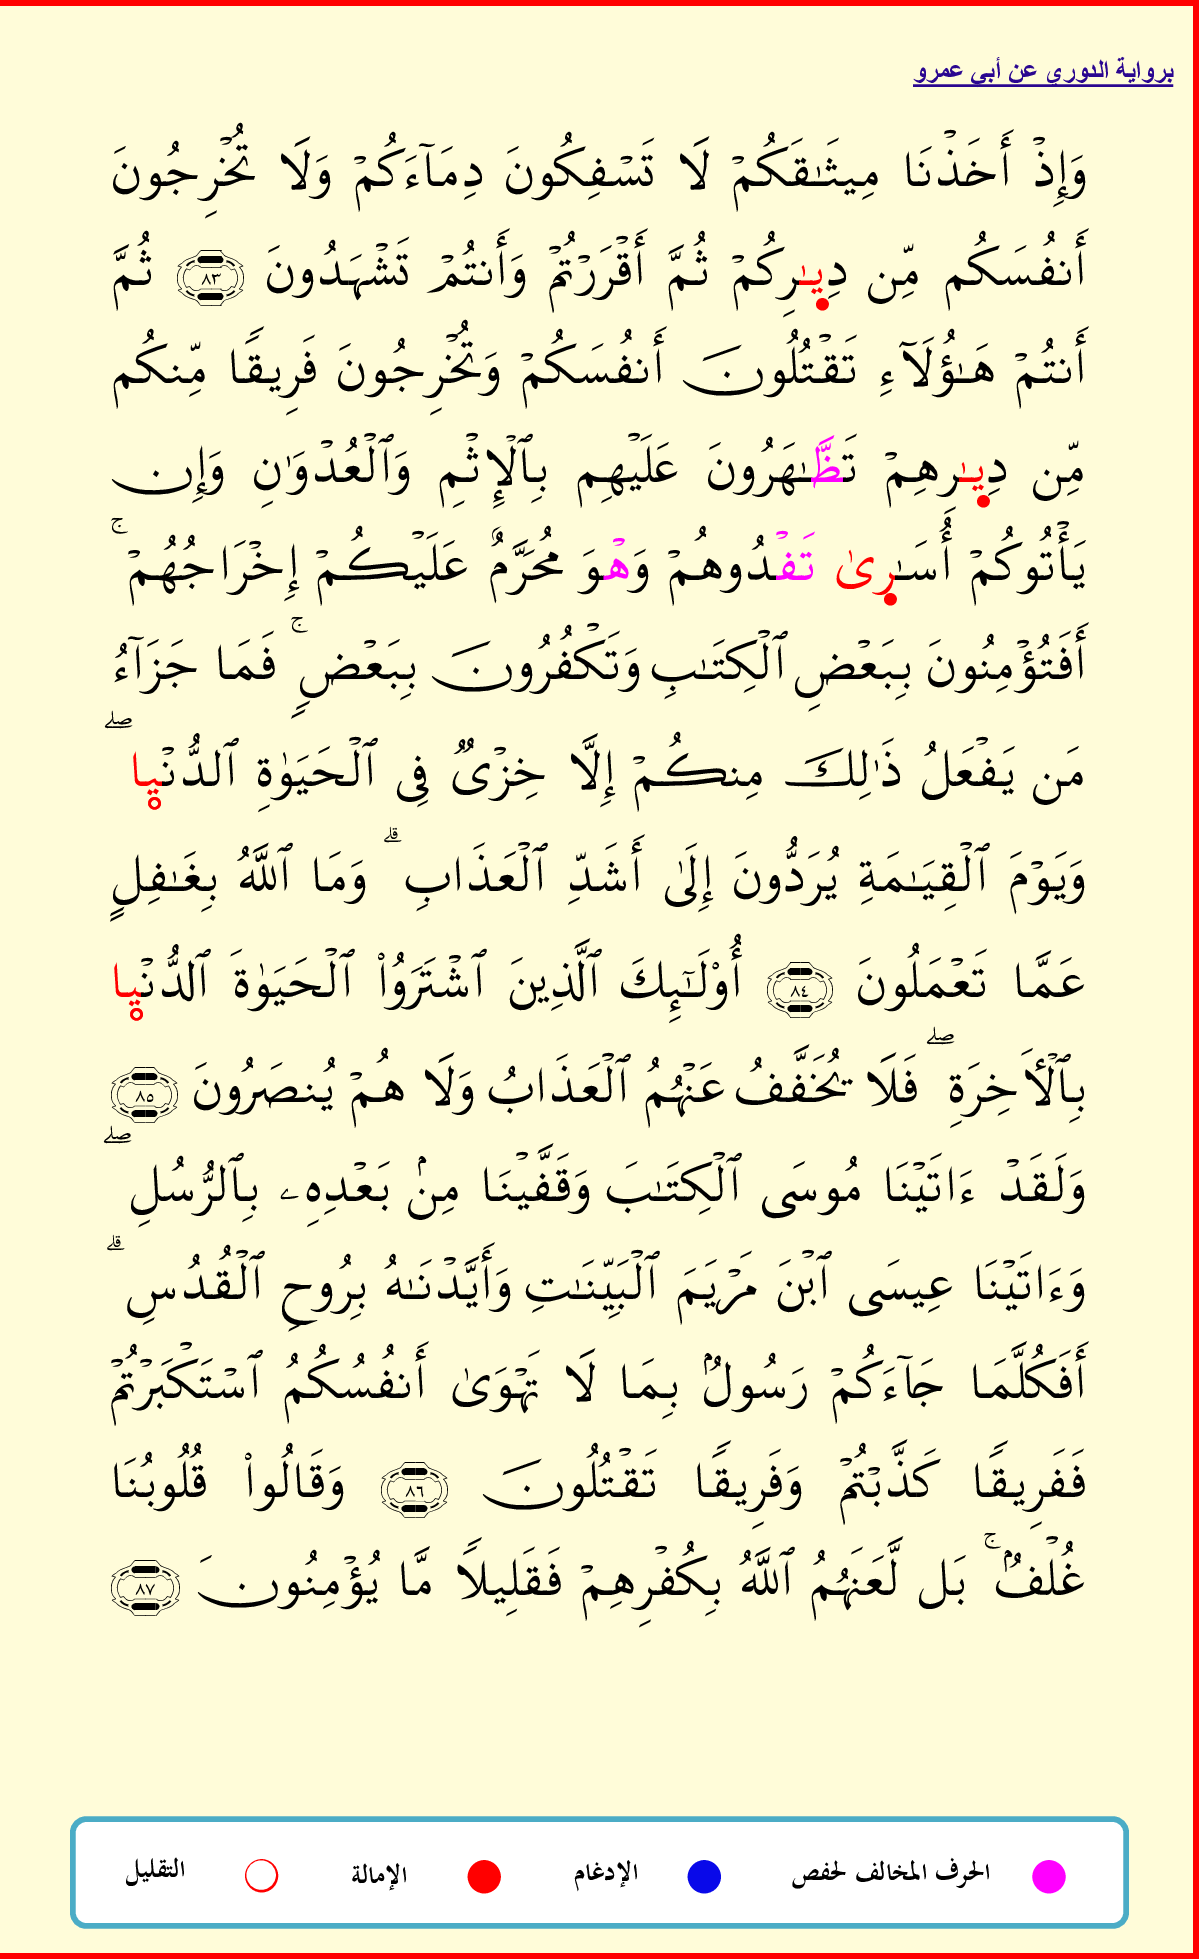 برواية الدوري عن أبي عمرو
وَإِذْ أَخَذْنَا مِيثَـٰقَكُمْ لَا تَسْفِكُونَ دِمَآءَكُمْ وَلَا تُخْرِجُونَ
أَنفُسَكُم مِّن دِيـٰرِكُمْ ثُمَّ أَقْرَرْتُمْ وَأَنتُمْ تَشْهَدُونَ ٨٣ ثُمَّ
أَنتُمْ هَـٰؤُلَآءِ تَقْتُلُونَ أَنفُسَكُمْ وَتُخْرِجُونَ فَرِيقًا مِّنكُم
مِّن دِيـٰرِهِمْ تَظَّـٰهَرُونَ عَلَيْهِم بِٱلْإِثْمِ وَٱلْعُدْوَٰنِ وَإِن
يَأْتُوكُمْ أُسَـٰرِىٰ تَفْدُوهُمْ وَهْوَ مُحَرَّمٌ عَلَيْكُمْ إِخْرَاجُهُمْ ۚ
أَفَتُؤْمِنُونَ بِبَعْضِ ٱلْكِتَـٰبِ وَتَكْفُرُونَ بِبَعْضٍ ۚ فَمَا جَزَآءُ
مَن يَفْعَلُ ذَٰلِكَ مِنكُمْ إِلَّا خِزْىٌ فِى ٱلْحَيَوٰةِ ٱلدُّنْيا ۖ
وَيَوْمَ ٱلْقِيَـٰمَةِ يُرَدُّونَ إِلَىٰ أَشَدِّ ٱلْعَذَابِ ۗ وَمَا ٱللَّهُ بِغَـٰفِلٍ
عَمَّا تَعْمَلُونَ ٨٤ أُوْلَـٰٓئِكَ ٱلَّذِينَ ٱشْتَرَوُاْ ٱلْحَيَوٰةَ ٱلدُّنْيا
بِٱلْأَخِرَةِ ۖ فَلَا يُخَفَّفُ عَنْهُمُ ٱلْعَذَابُ وَلَا هُمْ يُنصَرُونَ ٨٥
وَلَقَدْ ءَاتَيْنَا مُوسَى ٱلْكِتَـٰبَ وَقَفَّيْنَا مِنۢ بَعْدِهِۦ بِٱلرُّسُلِ ۖ
وَءَاتَيْنَا عِيسَى ٱبْنَ مَرْيَمَ ٱلْبَيِّنَـٰتِ وَأَيَّدْنَـٰهُ بِرُوحِ ٱلْقُدُسِ ۗ
أَفَكُلَّمَا جَآءَكُمْ رَسُولٌۢ بِمَا لَا تَهْوَىٰ أَنفُسُكُمُ ٱسْتَكْبَرْتُمْ
فَفَرِيقًا كَذَّبْتُمْ وَفَرِيقًا تَقْتُلُونَ ٨٦ وَقَالُواْ قُلُوبُنَا
غُلْفٌۢ ۚ بَل لَّعَنَهُمُ ٱللَّهُ بِكُفْرِهِمْ فَقَلِيلًا مَّا يُؤْمِنُونَ ٨٧
الحرف المخالف لحفص الإدغام الإمالة التقليل